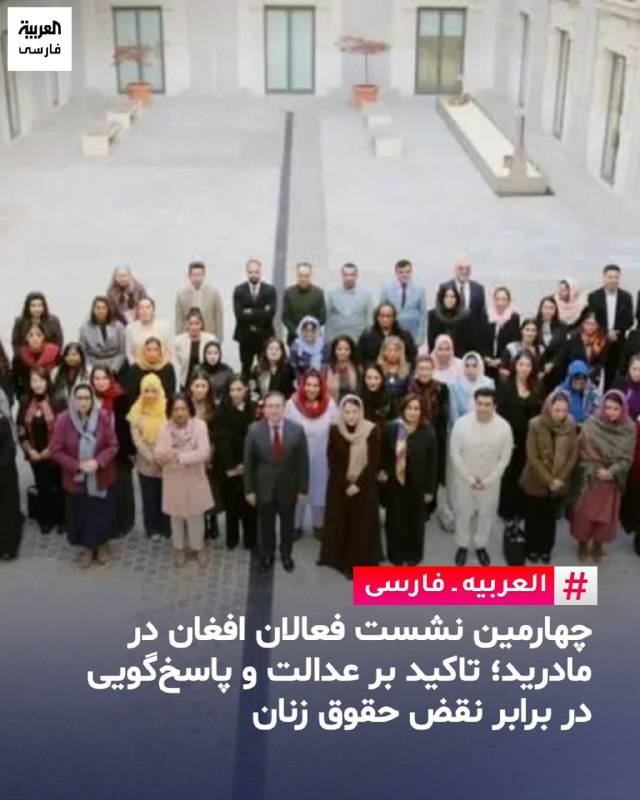 العربية
فارسی
# العربیه ـ فارسی
چهارمین نشست فعالان افغان در
مادرید؛ تاکید بر عدالت و پاسخ‌گویی
در برابر نقض حقوق زنان